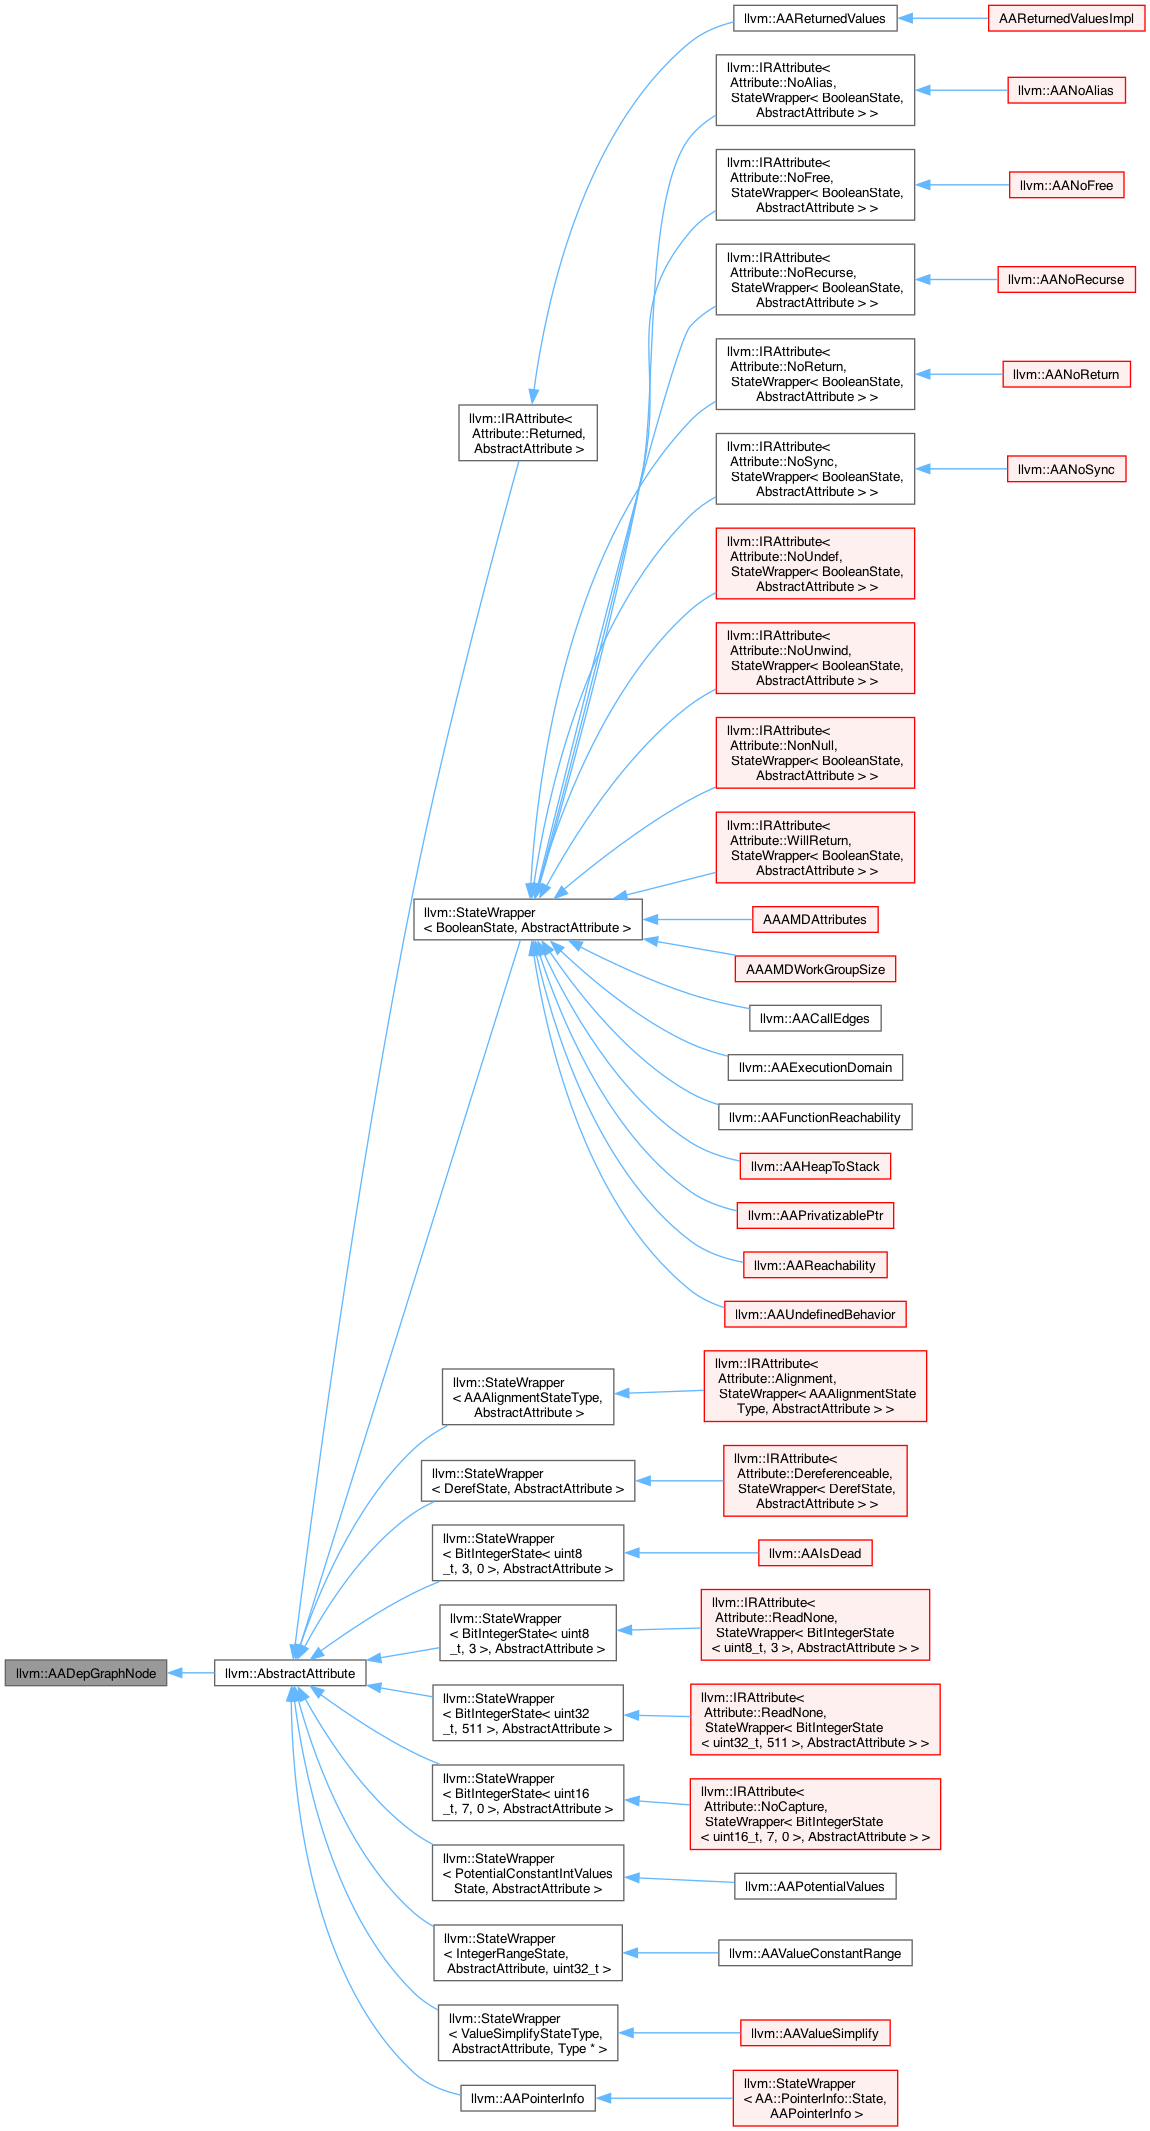 llvm::AADepGraphNode
llvm::AbstractAttribute
llvm::IRAttribute<
Attribute::Returned,
AbstractAttribute >
llvm::AAReturnedValues
AAReturnedValuesImpl
llvm::StateWrapper
< BooleanState, AbstractAttribute >
llvm::IRAttribute<
Attribute::NoAlias,
StateWrapper< BooleanState,
AbstractAttribute > >
llvm::AANoAlias
llvm::IRAttribute<
Attribute::NoFree,
StateWrapper< BooleanState,
AbstractAttribute > >
llvm::AANoFree
llvm::IRAttribute<
Attribute::NoRecurse,
StateWrapper< BooleanState,
AbstractAttribute > >
llvm::AANoRecurse
llvm::IRAttribute<
Attribute::NoReturn,
StateWrapper< BooleanState,
AbstractAttribute > >
llvm::AANoReturn
llvm::IRAttribute<
Attribute::NoSync,
StateWrapper< BooleanState,
AbstractAttribute > >
llvm::AANoSync
llvm::IRAttribute<
Attribute::NoUndef,
StateWrapper< BooleanState,
AbstractAttribute > >
llvm::IRAttribute<
Attribute::NoUnwind,
StateWrapper< BooleanState,
AbstractAttribute > >
llvm::IRAttribute<
Attribute::NonNull,
StateWrapper< BooleanState,
AbstractAttribute > >
llvm::IRAttribute<
Attribute::WillReturn,
StateWrapper< BooleanState,
AbstractAttribute > >
AAAMDAttributes
AAAMDWorkGroupSize
llvm::AACallEdges
llvm::AAExecutionDomain
llvm::AAFunctionReachability
llvm::AAHeapToStack
llvm::AAPrivatizablePtr
llvm::AAReachability
llvm::AAUndefinedBehavior
llvm::StateWrapper
< AAAlignmentStateType,
AbstractAttribute >
llvm::IRAttribute<
Attribute::Alignment,
StateWrapper< AAAlignmentState
Type, AbstractAttribute > >
llvm::StateWrapper
< DerefState, AbstractAttribute >
llvm::IRAttribute<
Attribute::Dereferenceable,
StateWrapper< DerefState,
AbstractAttribute > >
llvm::StateWrapper
< BitIntegerState< uint8
_t, 3, 0 >, AbstractAttribute >
llvm::AAIsDead
llvm::StateWrapper
< BitIntegerState< uint8
_t, 3 >, AbstractAttribute >
llvm::IRAttribute<
Attribute::ReadNone,
StateWrapper< BitIntegerState
< uint8_t, 3 >, AbstractAttribute > >
llvm::StateWrapper
< BitIntegerState< uint32
_t, 511 >, AbstractAttribute >
llvm::IRAttribute<
Attribute::ReadNone,
StateWrapper< BitIntegerState
< uint32_t, 511 >, AbstractAttribute > >
llvm::StateWrapper
< BitIntegerState< uint16
_t, 7, 0 >, AbstractAttribute >
llvm::IRAttribute<
Attribute::NoCapture,
StateWrapper< BitIntegerState
< uint16_t, 7, 0 >, AbstractAttribute > >
llvm::StateWrapper
< PotentialConstantIntValues
State, AbstractAttribute >
llvm::AAPotentialValues
llvm::StateWrapper
< IntegerRangeState,
AbstractAttribute, uint32_t >
llvm::AAValueConstantRange
llvm::StateWrapper
< ValueSimplifyStateType,
AbstractAttribute, Type * >
llvm::AAValueSimplify
llvm::AAPointerInfo
llvm::StateWrapper
< AA::PointerInfo::State,
AAPointerInfo >